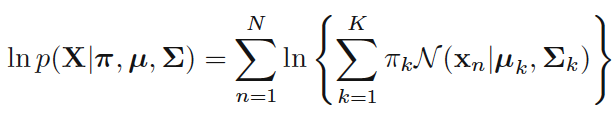 ln p(X|π, μ, Σ) = ∑_{n=1}^{N} ln { ∑_{k=1}^{K} π_k 𝒩(x_n|μ_k, Σ_k) }